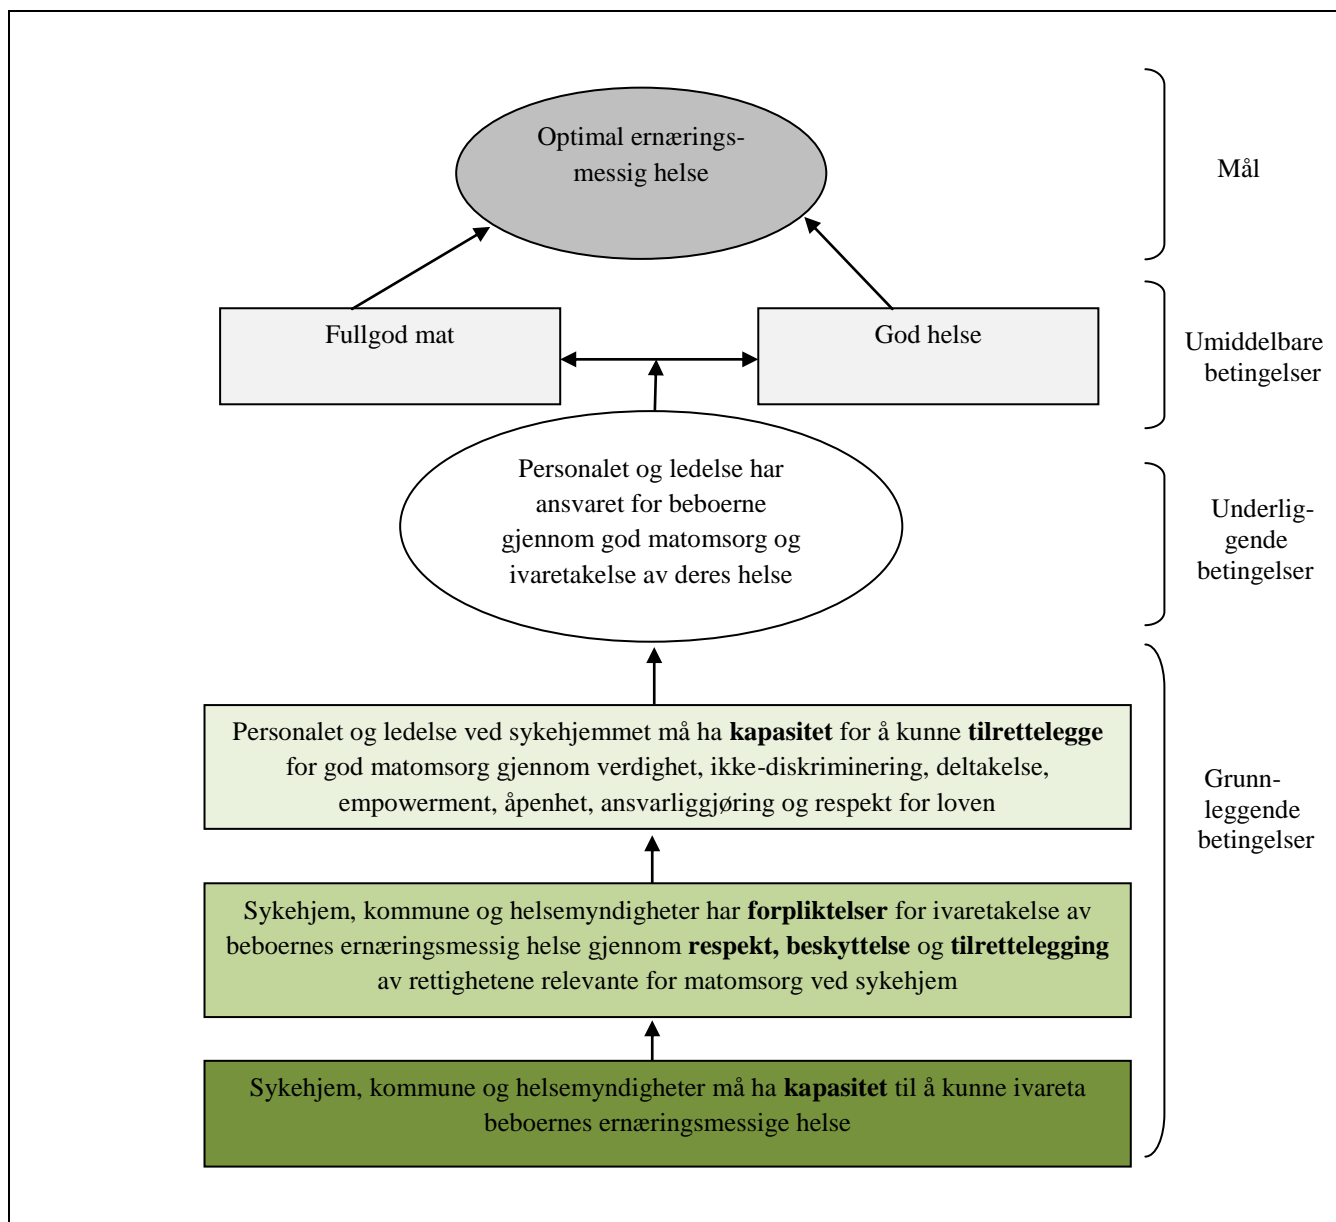 Optimal ernærings-
messig helse
Mål
Fullgod mat
God helse
Umiddelbare
betingelser
Personalet og ledelse har
ansvaret for beboerne
gjennom god matomsorg og
ivaretakelse av deres helse
Underlig-
gende
betingelser
Personalet og ledelse ved sykehjemmet må ha kapasitet for å kunne tilrettelegge
for god matomsorg gjennom verdighet, ikke-diskriminering, deltakelse,
empowerment, åpenhet, ansvarliggjøring og respekt for loven
Grunn-
leggende
betingelser
Sykehjem, kommune og helsemyndigheter har forpliktelser for ivaretakelse av
beboernes ernæringsmessig helse gjennom respekt, beskyttelse og tilrettelegging
av rettighetene relevante for matomsorg ved sykehjem
Sykehjem, kommune og helsemyndigheter må ha kapasitet til å kunne ivareta
beboernes ernæringsmessige helse